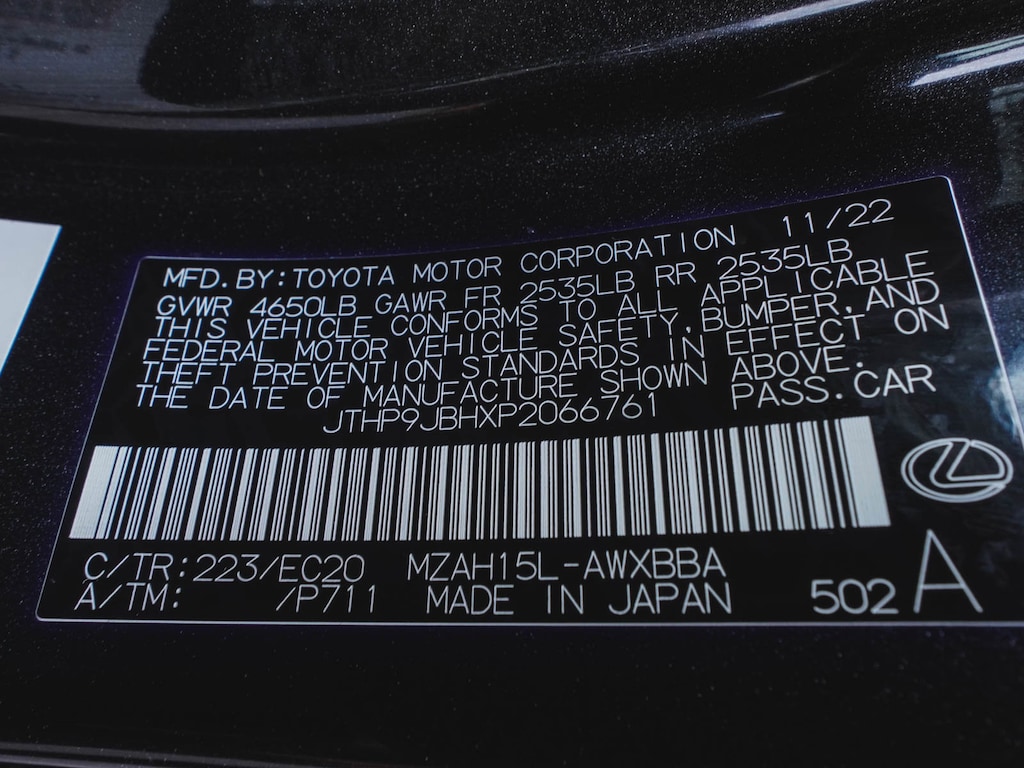 MFD. BY: TOYOTA MOTOR CORPORATION 11/22
GVWR 4650LB GAWR FR 2535LB RR 2535LB
THIS VEHICLE CONFORMS TO ALL APPLICABLE
FEDERAL MOTOR VEHICLE SAFETY, BUMPER, AND
THEFT PREVENTION STANDARDS IN EFFECT ON
THE DATE OF MANUFACTURE SHOWN ABOVE.
JTHP9JBHXP2066761 PASS. CAR
C/TR: 223/EC20 MZAH15L-AWXBBA
A/TM: /P711 MADE IN JAPAN 502 A